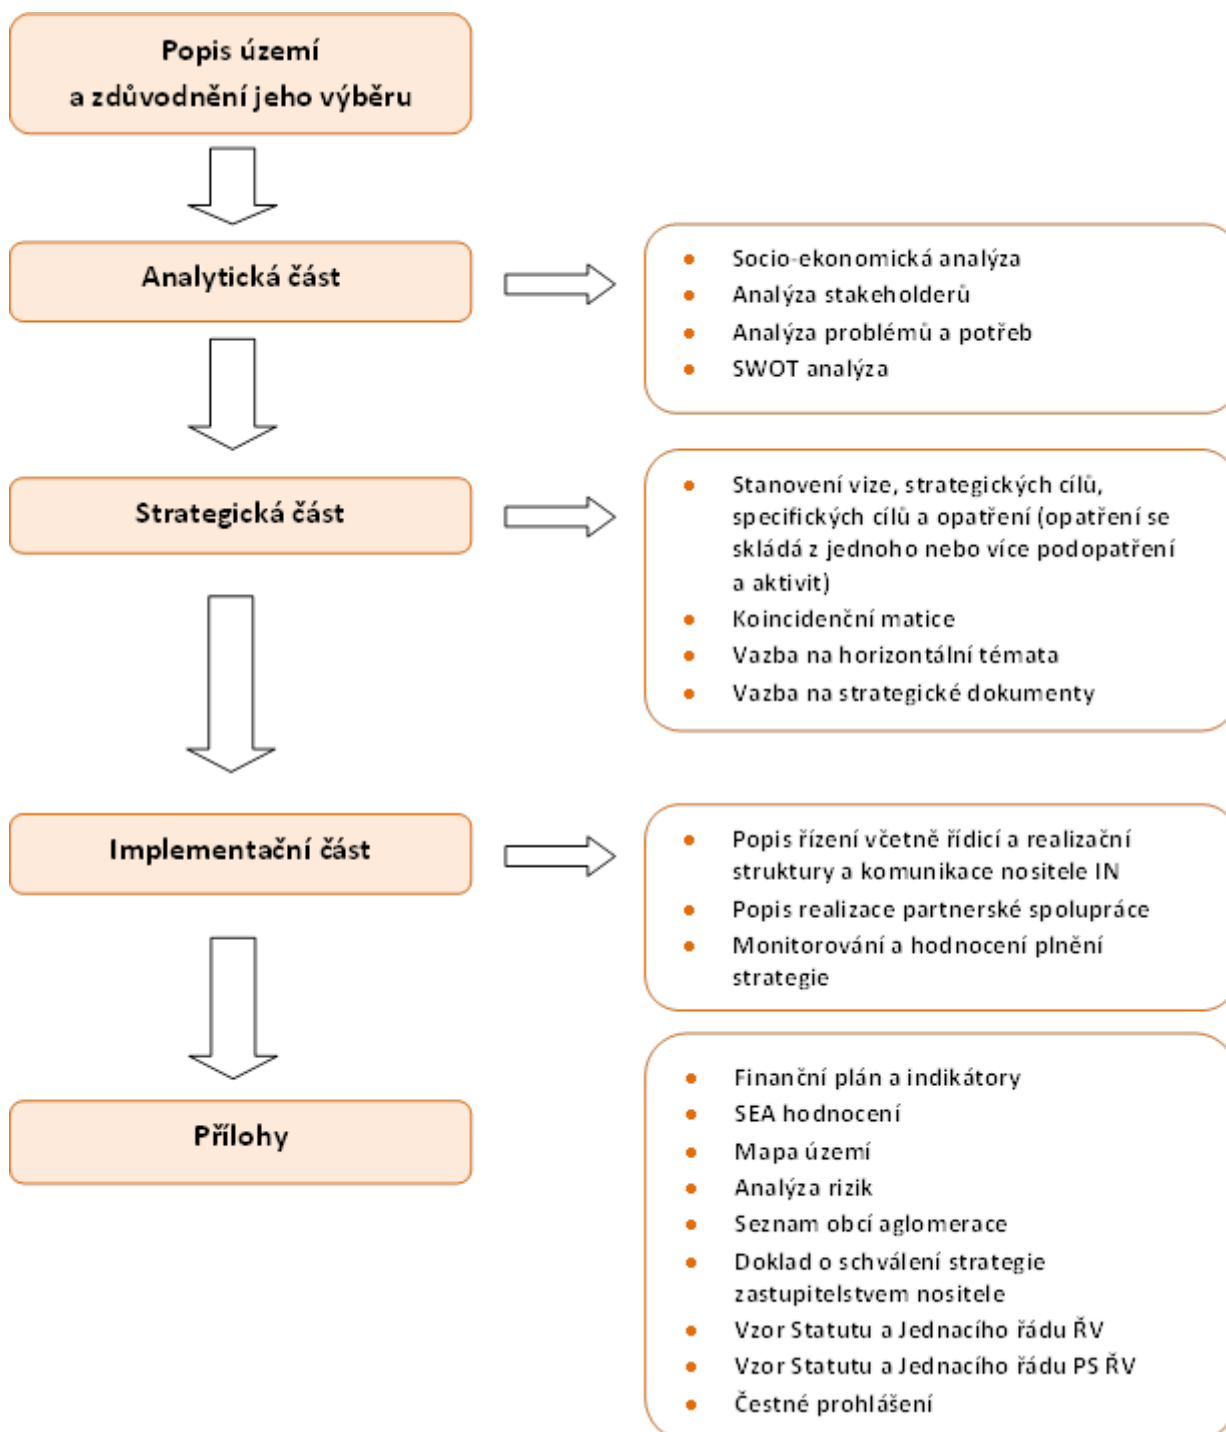 Popis území
a zdůvodnění jeho výběru
Analytická část
Socio-ekonomická analýza
Analýza stakeholderů
Analýza problémů a potřeb
SWOT analýza
Strategická část
Stanovení vize, strategických cílů,
specifických cílů a opatření (opatření se
skládá z jednoho nebo více podopatření
a aktivit)
Koincidenční matice
Vazba na horizontální témata
Vazba na strategické dokumenty
Implementační část
Popis řízení včetně řídicí a realizační
struktury a komunikace nositele IN
Popis realizace partnerské spolupráce
Monitorování a hodnocení plnění
strategie
Přílohy
Finanční plán a indikátory
SEA hodnocení
Mapa území
Analýza rizik
Seznam obcí aglomerace
Doklad o schválení strategie
zastupitelstvem nositele
Vzor Statutu a Jednacího řádu ŘV
Vzor Statutu a Jednacího řádu PS ŘV
Čestné prohlášení